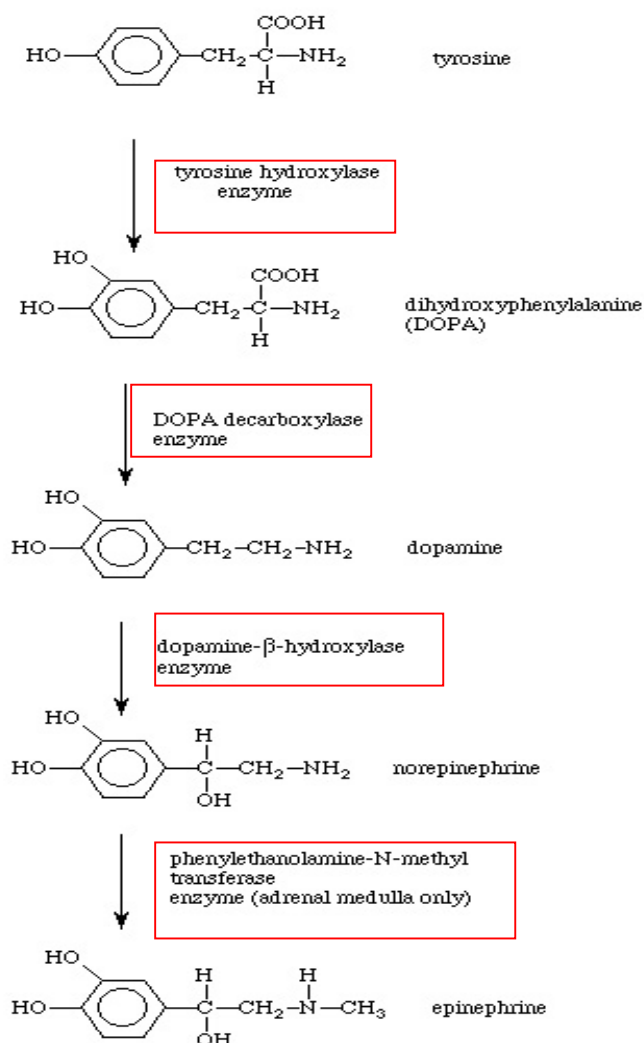 COOH
HO
CH₂
C
NH₂
H
tyrosine
tyrosine hydroxylase
enzyme
HO
COOH
HO
CH₂
C
NH₂
H
dihydroxyphenylalanine
(DOPA)
DOPA decarboxylase
enzyme
HO
HO
CH₂
CH₂
NH₂
dopamine
dopamine-β-hydroxylase
enzyme
HO
H
HO
C
CH₂
NH₂
OH
norepinephrine
phenylethanolamine-N-methyl
transferase
enzyme (adrenal medulla only)
HO
H
H
HO
C
CH₂
N
CH₃
OH
epinephrine